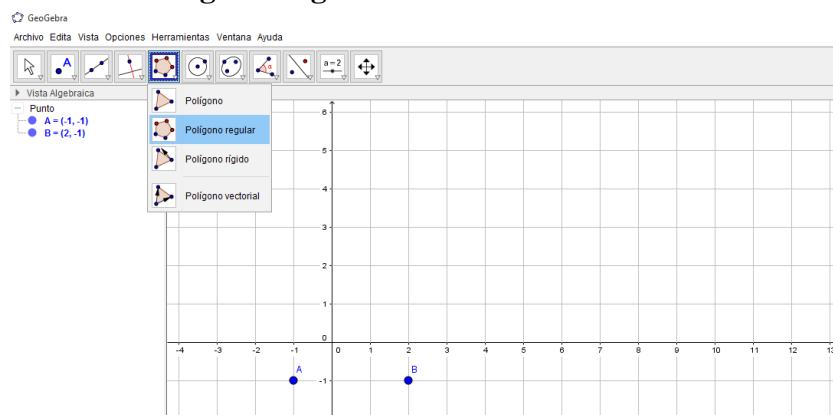 GeoGebra
Archivo Edita Vista Opciones Herramientas Ventana Ayuda
A
α
a=2
Vista Algebraica
Punto
A = (-1, -1)
B = (2, -1)
Polígono
Polígono regular
Polígono rígido
Polígono vectorial
6
5
4
3
2
1
0
-4 -3 -2 -1 0 1 2 3 4 5 6 7 8 9 10 11 12 13
A B
-1